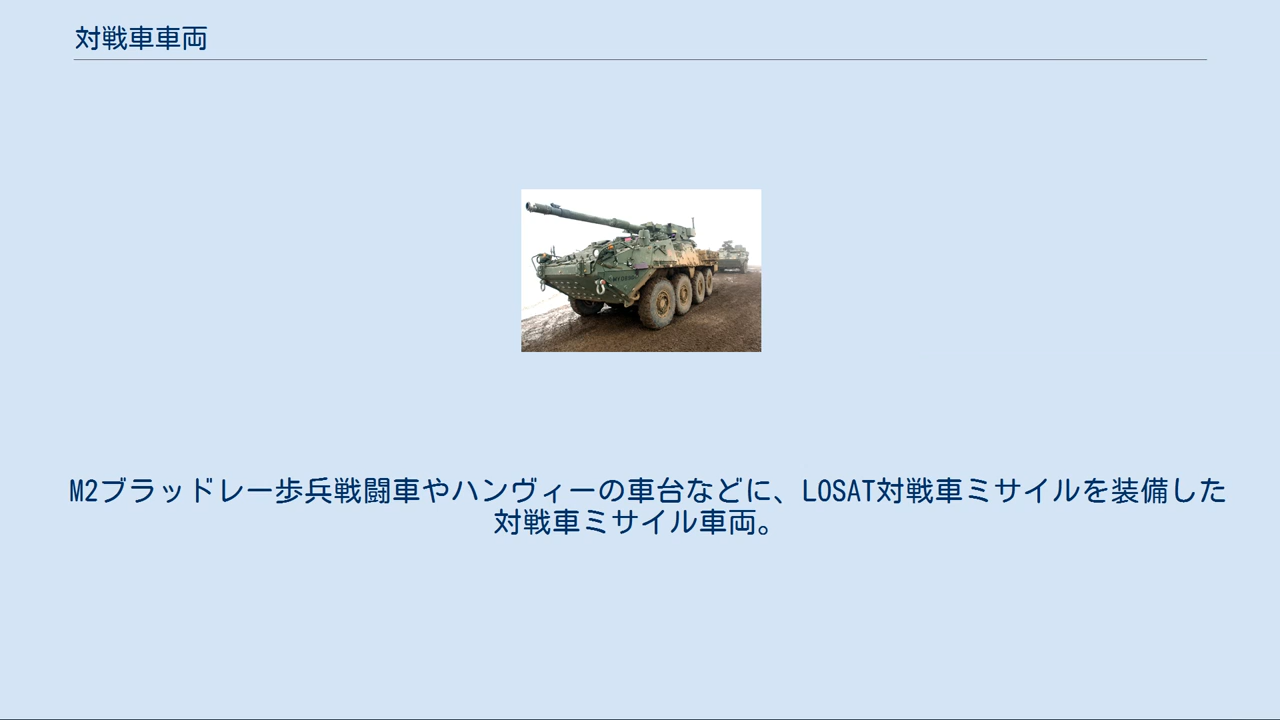 対戦車車両
M2ブラッドレー歩兵戦闘車やハンヴィーの車台などに、LOSAT対戦車ミサイルを装備した
対戦車ミサイル車両。